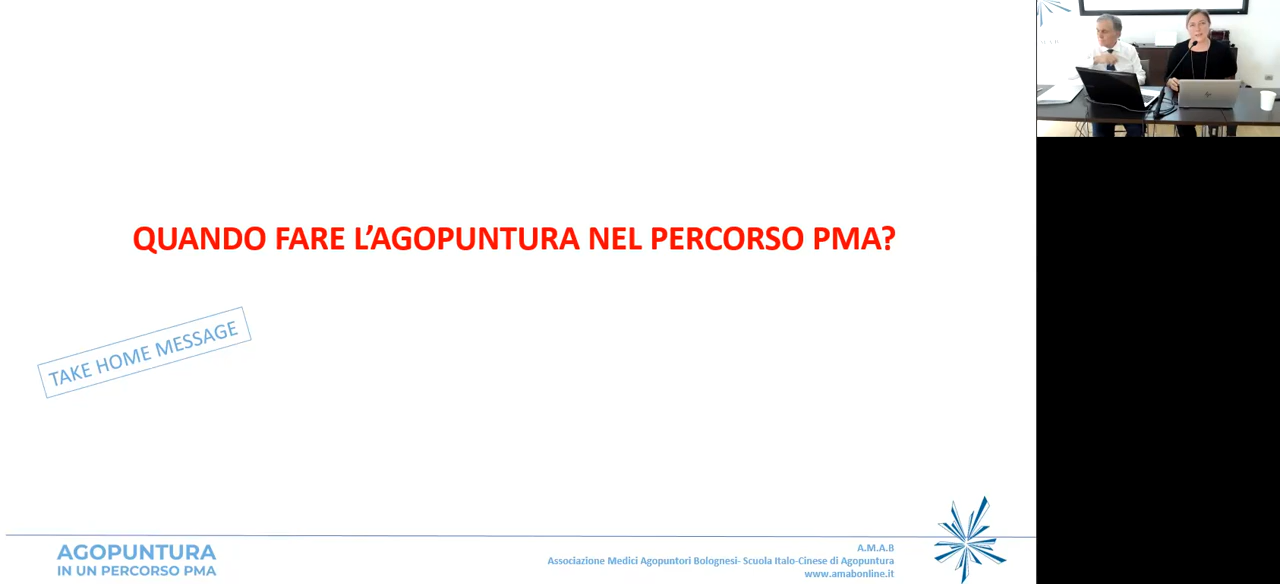 QUANDO FARE L'AGOPUNTURA NEL PERCORSO PMA?
TAKE HOME MESSAGE
AGOPUNTURA
IN UN PERCORSO PMA
A.M.A.B
Associazione Medici Agopuntori Bolognesi- Scuola Italo-Cinese di Agopuntura
www.amabonline.it